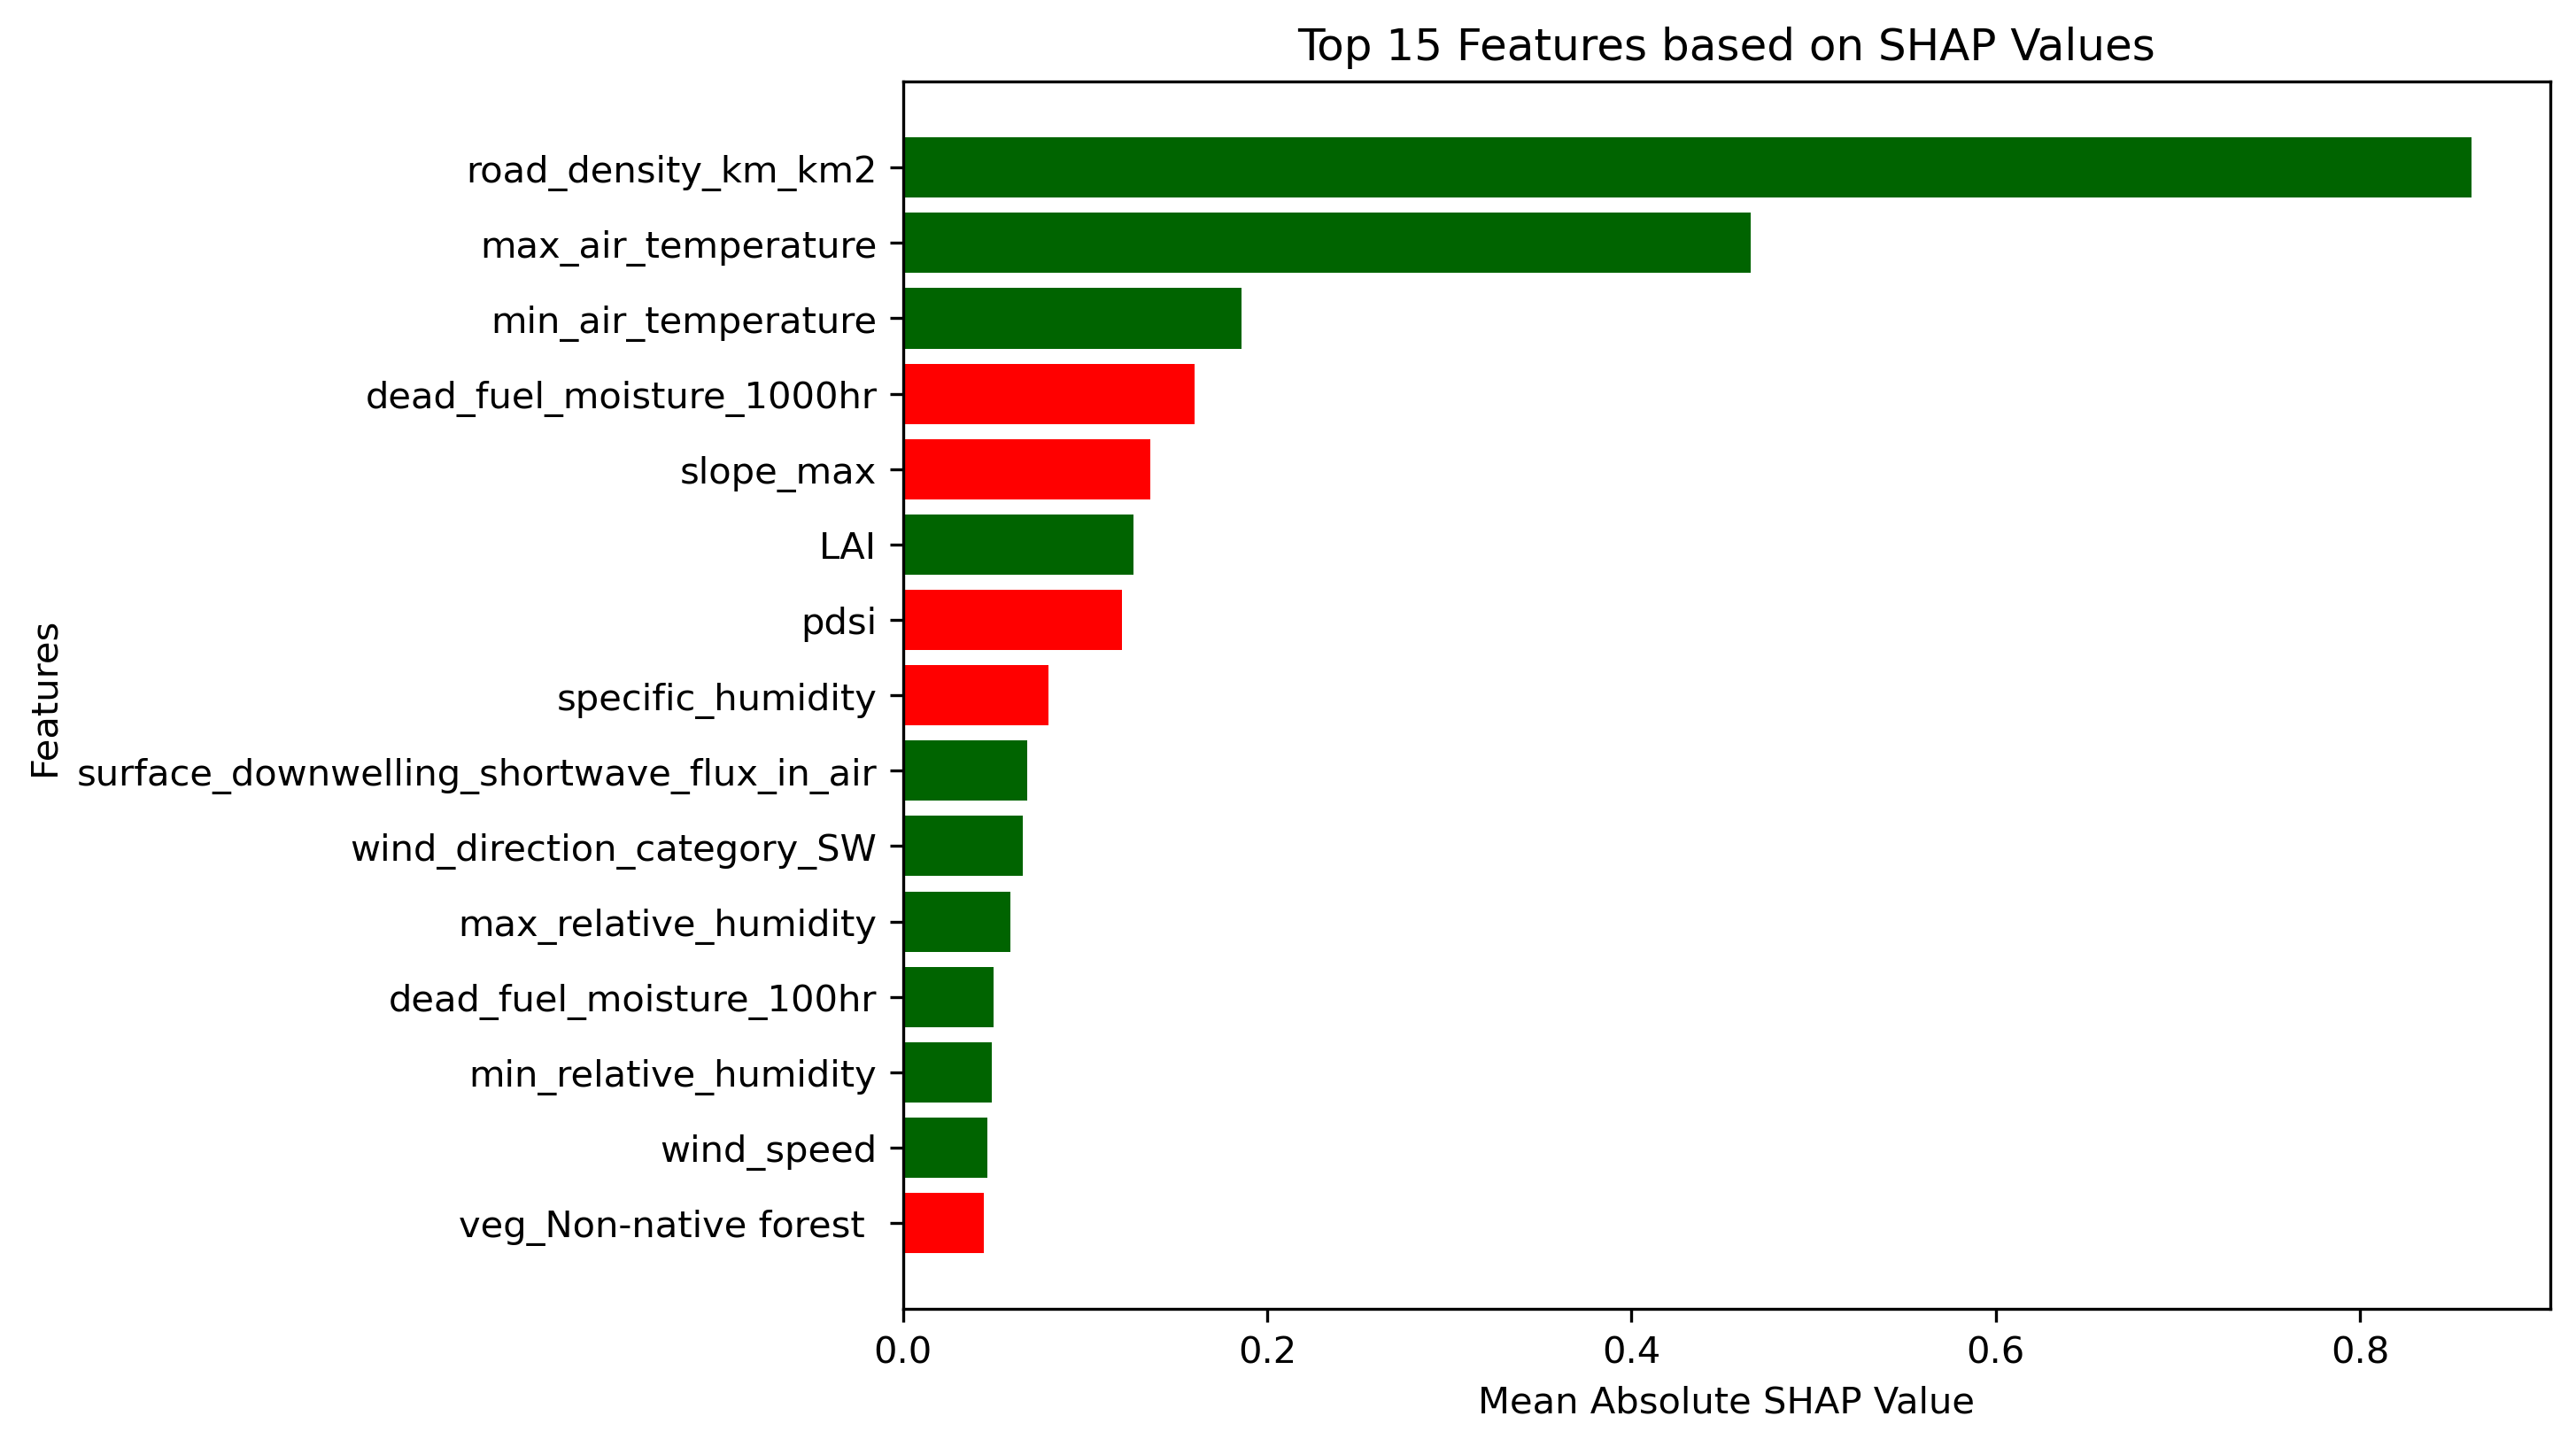 Top 15 Features based on SHAP Values
road_density_km_km2
max_air_temperature
min_air_temperature
dead_fuel_moisture_1000hr
slope_max
LAI
pdsi
specific_humidity
surface_downwelling_shortwave_flux_in_air
wind_direction_category_SW
max_relative_humidity
dead_fuel_moisture_100hr
min_relative_humidity
wind_speed
veg_Non-native forest
Features
0.0 0.2 0.4 0.6 0.8
Mean Absolute SHAP Value